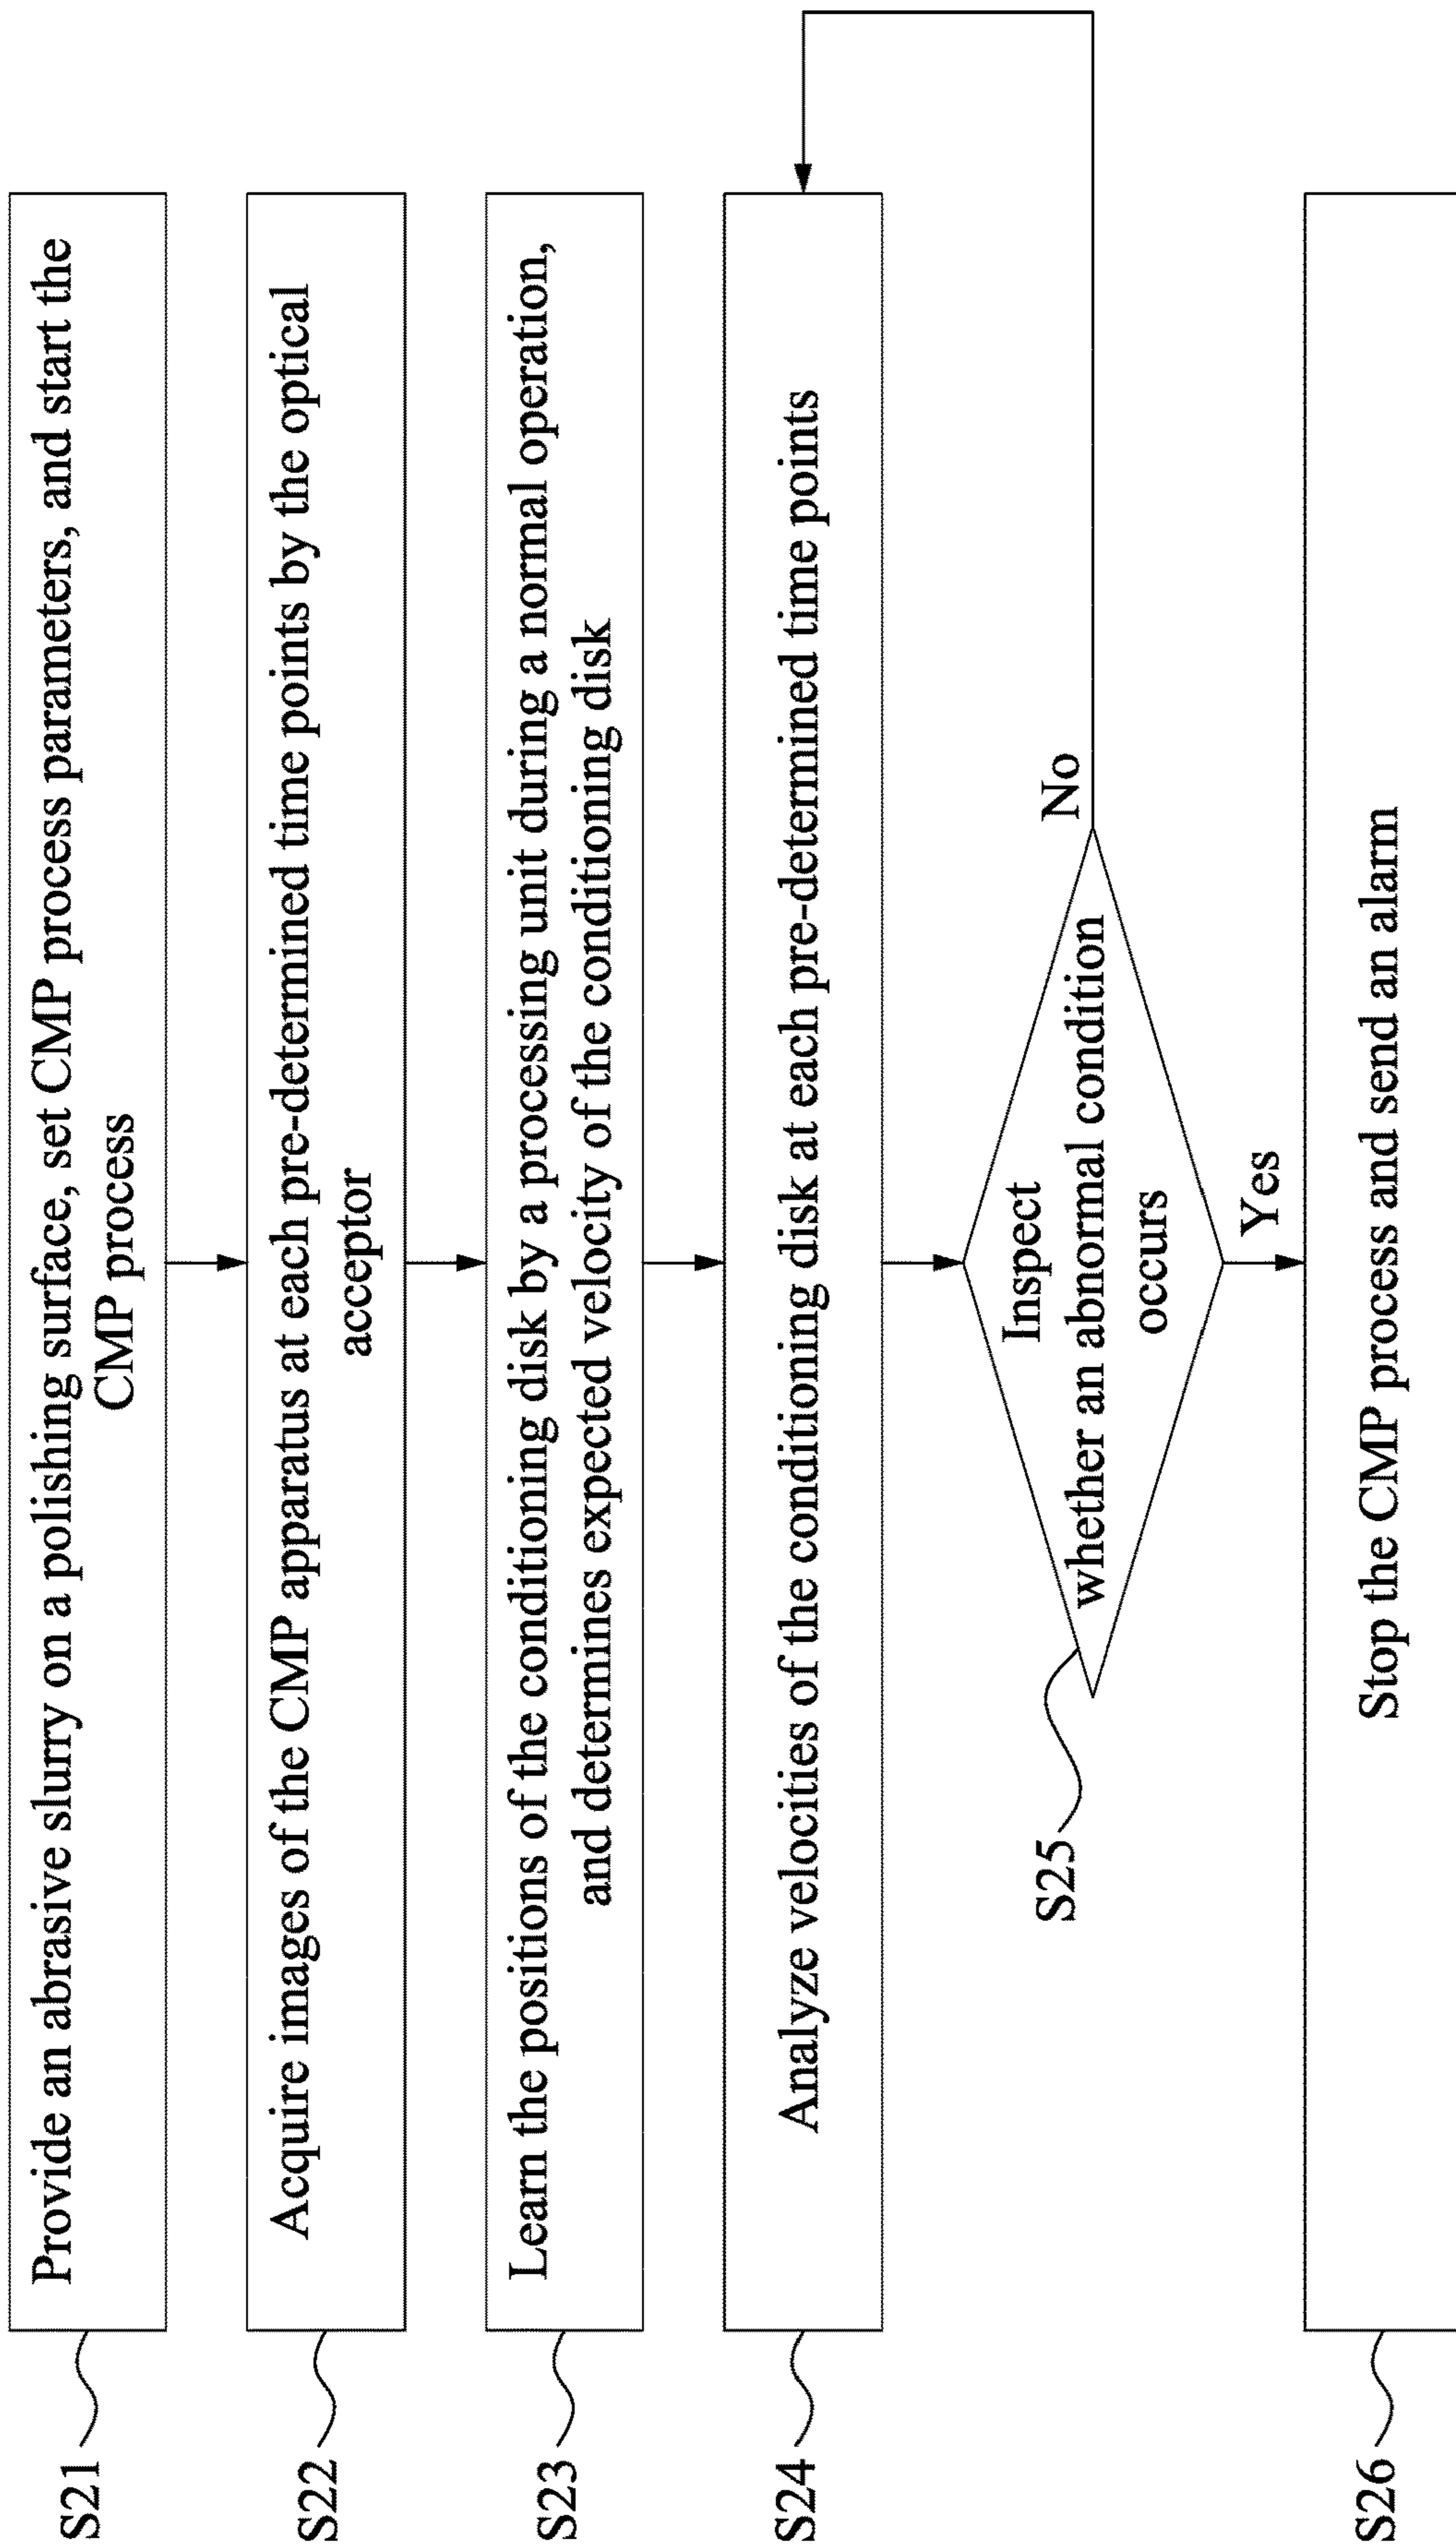 S21
Provide an abrasive slurry on a polishing surface, set CMP process parameters, and start the
CMP process
S22
Acquire images of the CMP apparatus at each pre-determined time points by the optical
acceptor
S23
Learn the positions of the conditioning disk by a processing unit during a normal operation,
and determines expected velocity of the conditioning disk
S24
Analyze velocities of the conditioning disk at each pre-determined time points
S25
Inspect
whether an abnormal condition
occurs
No
Yes
S26
Stop the CMP process and send an alarm